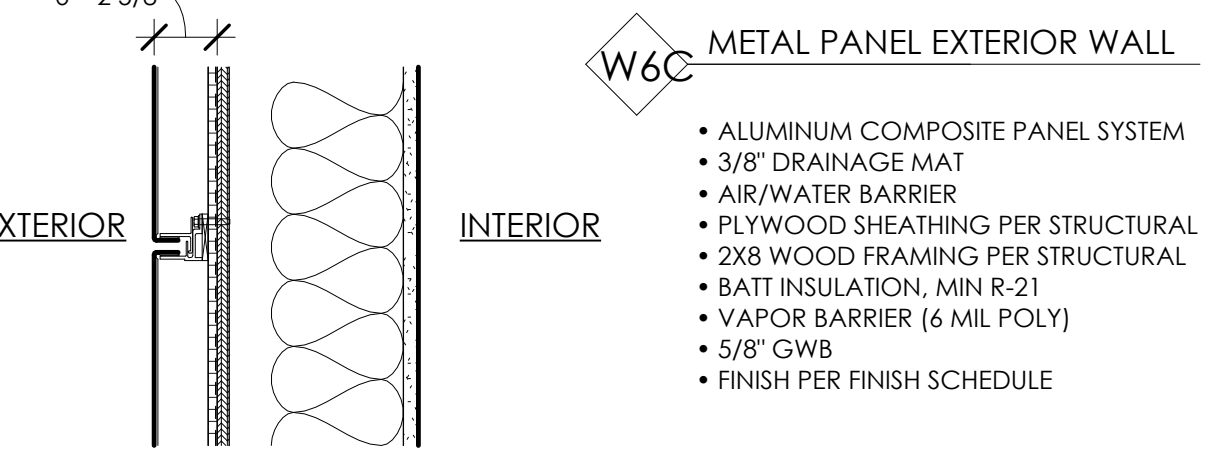 W6C
METAL PANEL EXTERIOR WALL
• ALUMINUM COMPOSITE PANEL SYSTEM
• 3/8" DRAINAGE MAT
• AIR/WATER BARRIER
• PLYWOOD SHEATHING PER STRUCTURAL
• 2X8 WOOD FRAMING PER STRUCTURAL
• BATT INSULATION, MIN R-21
• VAPOR BARRIER (6 MIL POLY)
• 5/8" GWB
• FINISH PER FINISH SCHEDULE
XTERIOR
INTERIOR